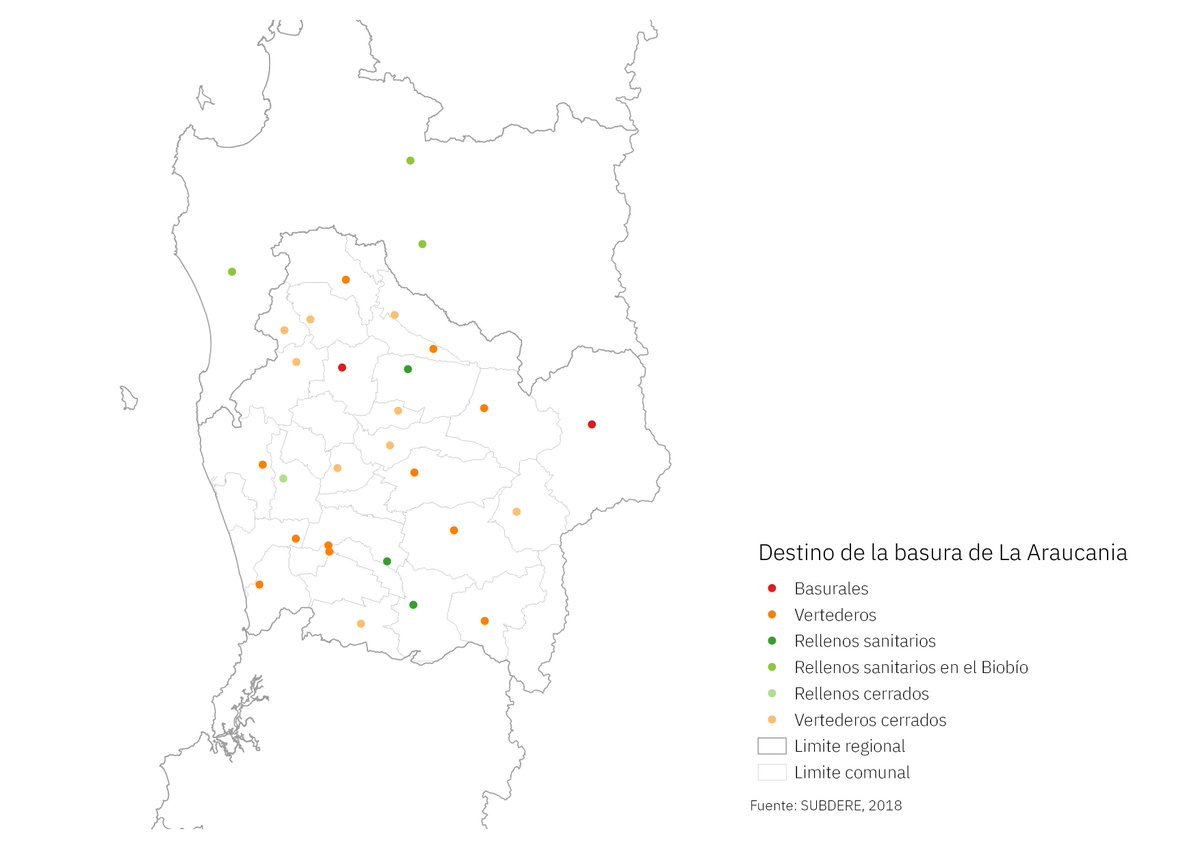 Destino de la basura de La Araucania
Basurales
Vertederos
Rellenos sanitarios
Rellenos sanitarios en el Biobío
Rellenos cerrados
Vertederos cerrados
Limite regional
Limite comunal
Fuente: SUBDERE, 2018